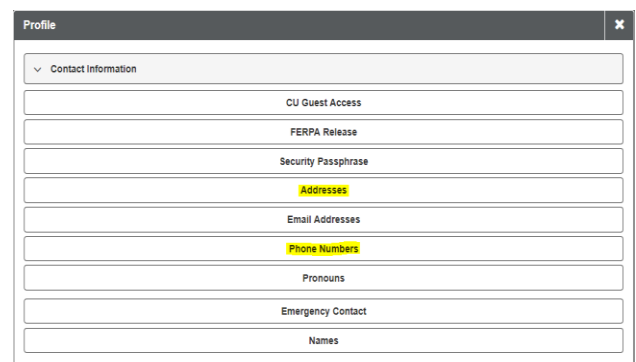 Profile
Contact Information
CU Guest Access
FERPA Release
Security Passphrase
Addresses
Email Addresses
Phone Numbers
Pronouns
Emergency Contact
Names